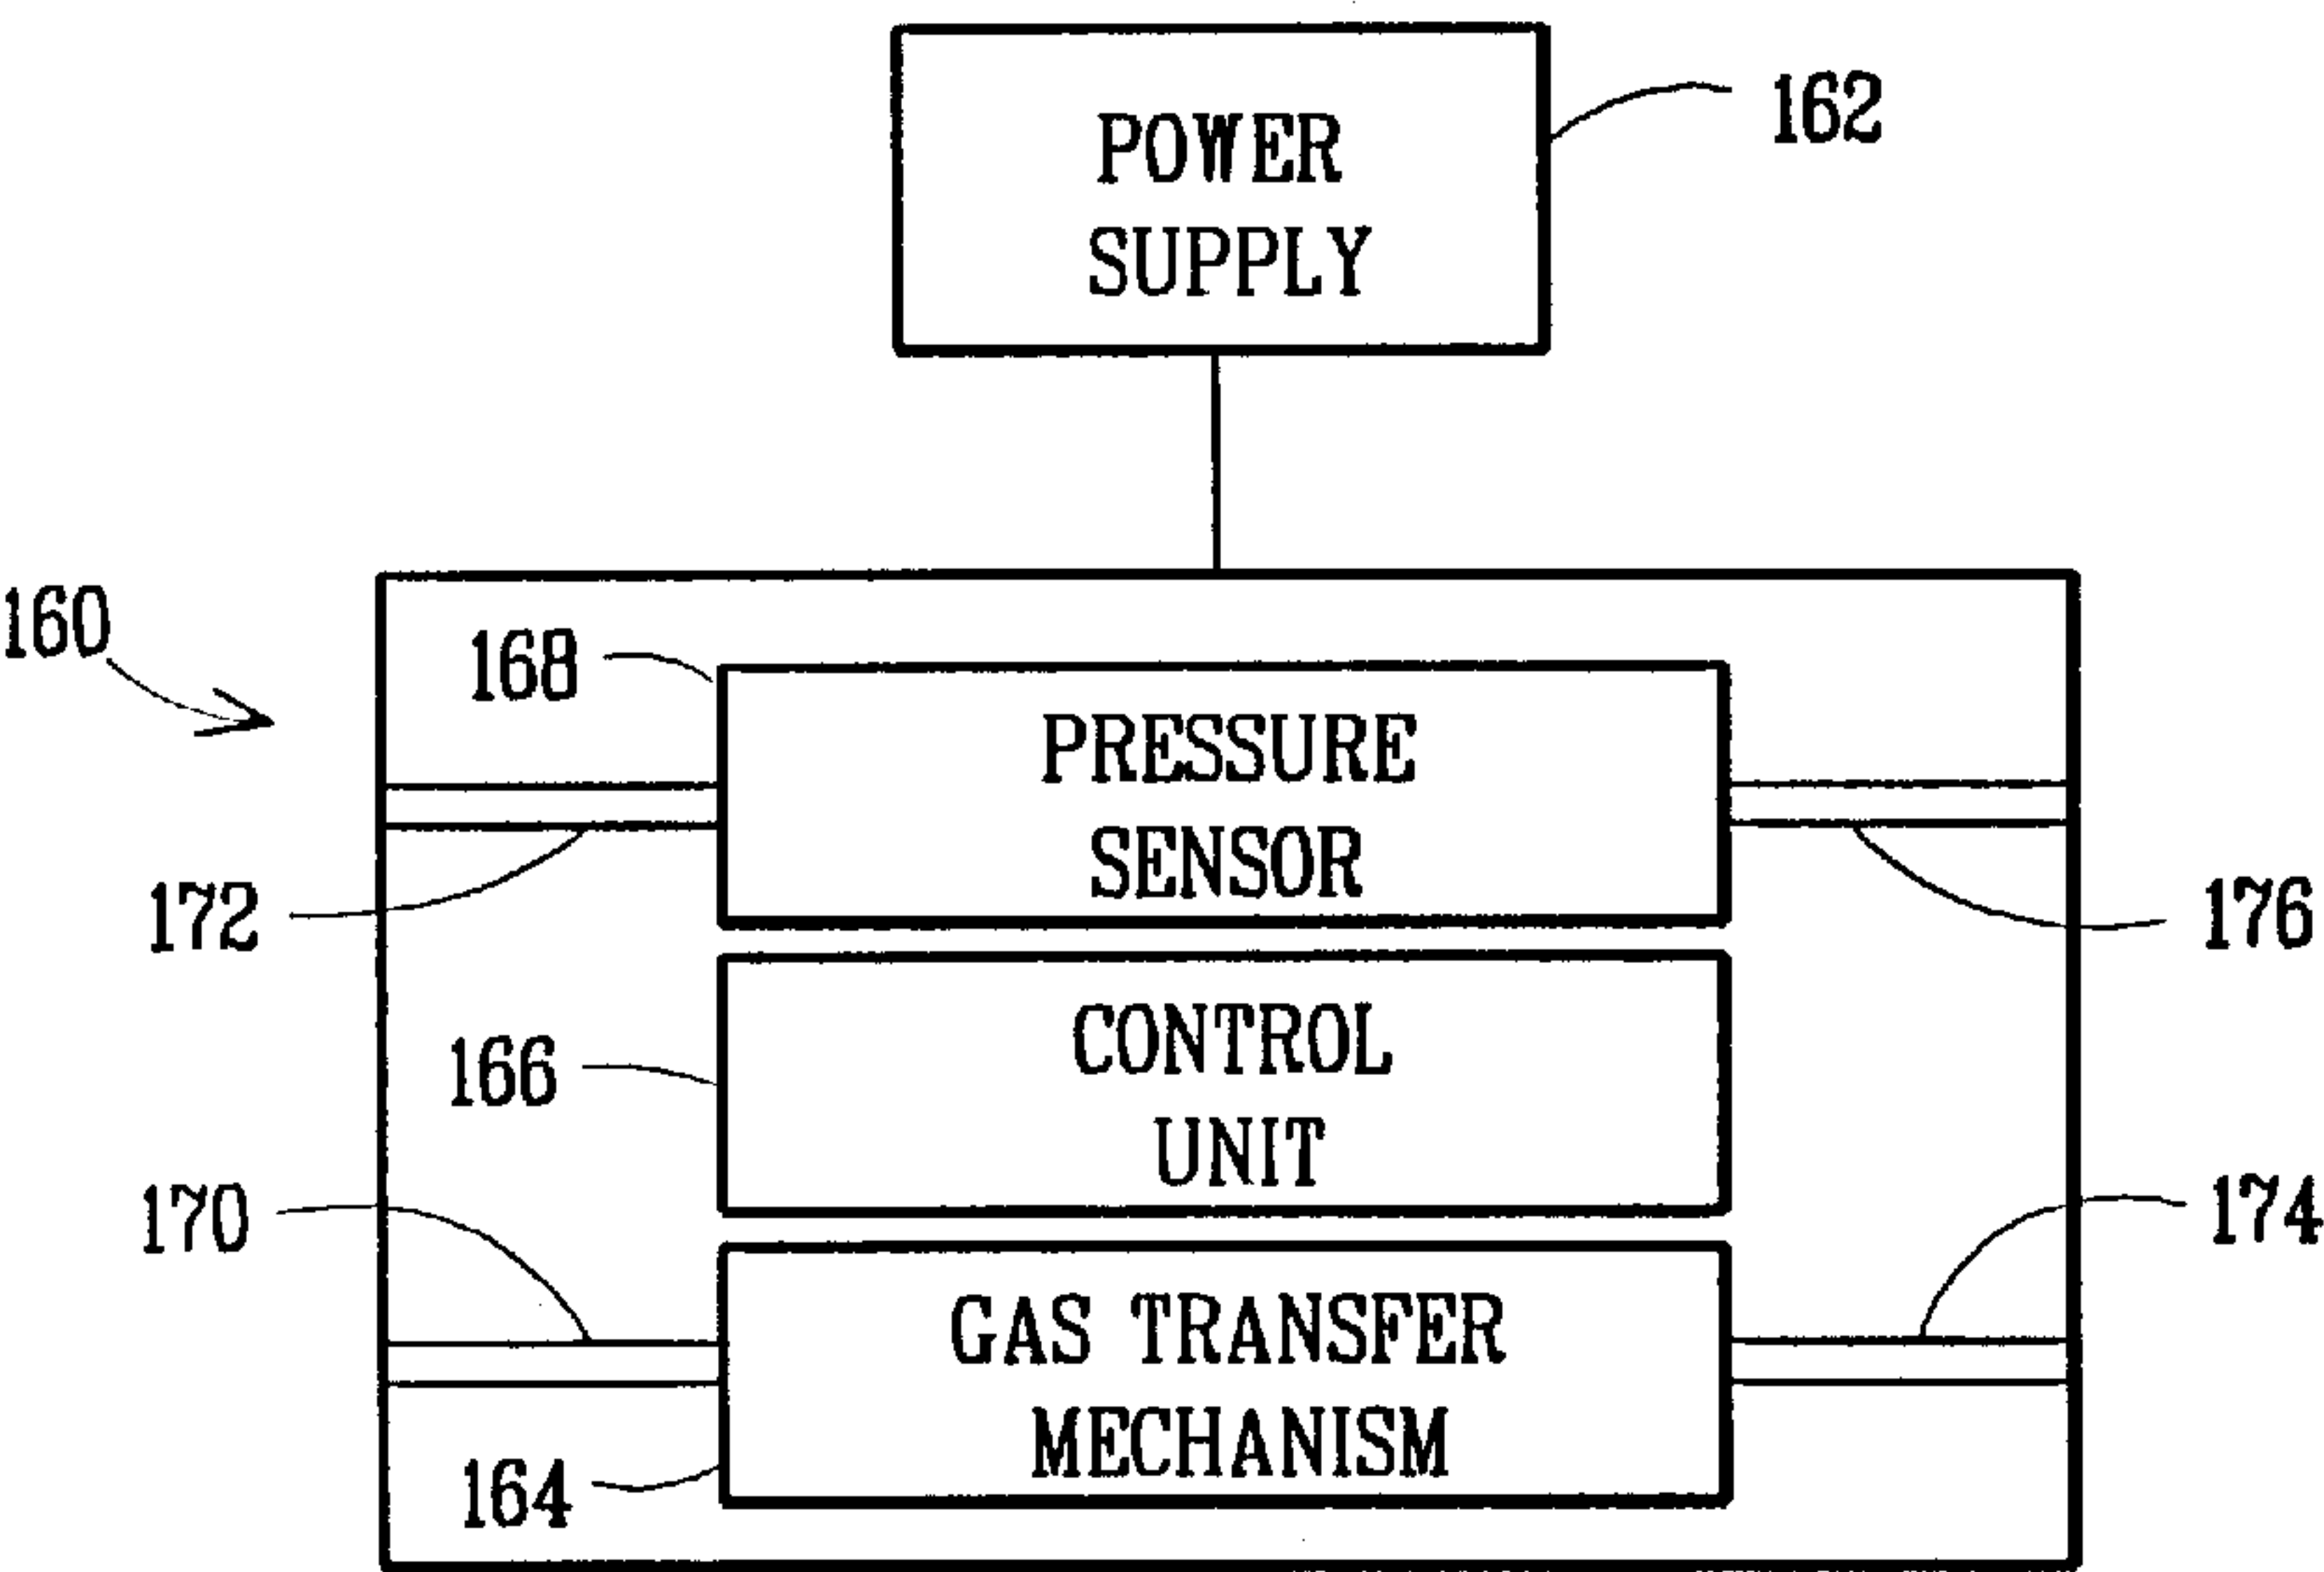 POWER
SUPPLY
162
160
168
PRESSURE
SENSOR
172
176
CONTROL
UNIT
166
170
174
GAS TRANSFER
MECHANISM
164